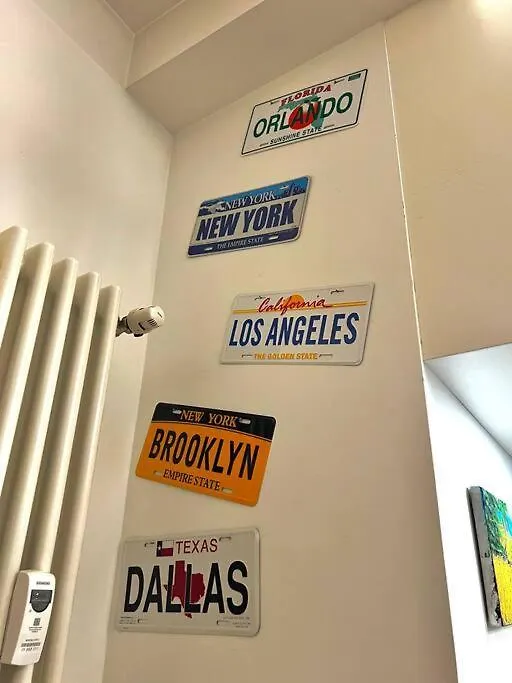 FLORIDA
ORLANDO
SUNSHINE STATE
NEW YORK
NEW YORK
THE EMPIRE STATE
California
LOS ANGELES
THE GOLDEN STATE
NEW YORK
BROOKLYN
EMPIRE STATE
TEXAS
DALLAS